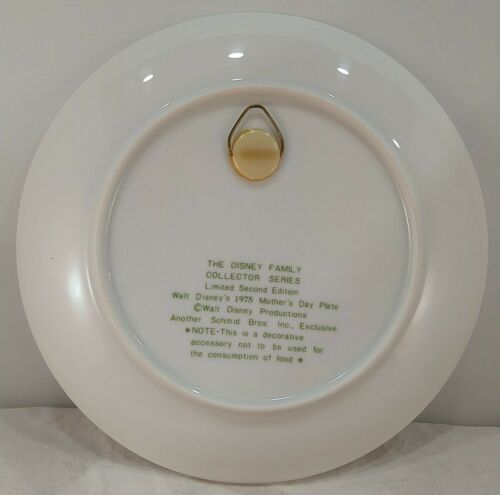 THE DISNEY FAMILY
COLLECTOR SERIES
Limited Second Edition
Walt Disney's 1975 Mother's Day Plate
©Walt Disney Productions
Another Schmid Bros. Inc., Exclusive
*NOTE-This is a decorative
accessory not to be used for
the consumption of food *